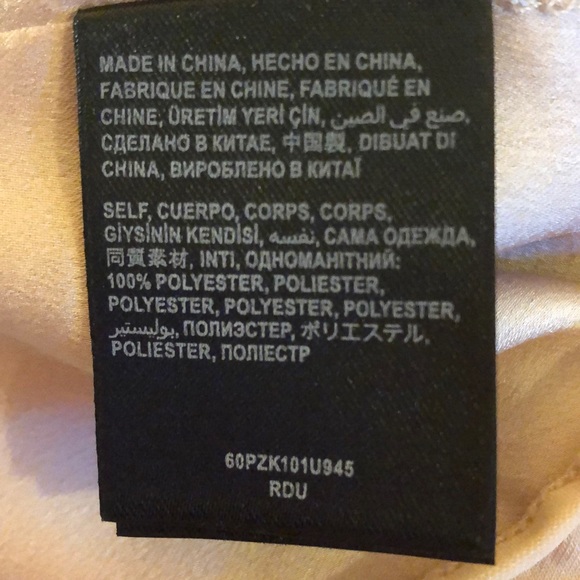 MADE IN CHINA, HECHO EN CHINA,
FABRIQUE EN CHINE, FABRIQUÉ EN
CHINE, ÜRETİM YERİ ÇİN, صنع في الصين,
СДЕЛАНО В КИТАЕ, 中国製, DIBUAT DI
CHINA, ВИРОБЛЕНО В КИТАЇ
SELF, CUERPO, CORPS, CORPS,
GİYSİNİN KENDİSİ, نفسه, САМА ОДЕЖДА,
同質素材, INTI, ОДНОМАНІТНИЙ:
100% POLYESTER, POLIESTER,
POLYESTER, POLYESTER, POLYESTER,
بوليستير, ПОЛИЭСТЕР, ポリエステル,
POLIESTER, ПОЛІЕСТР
60PZK101U945
RDU